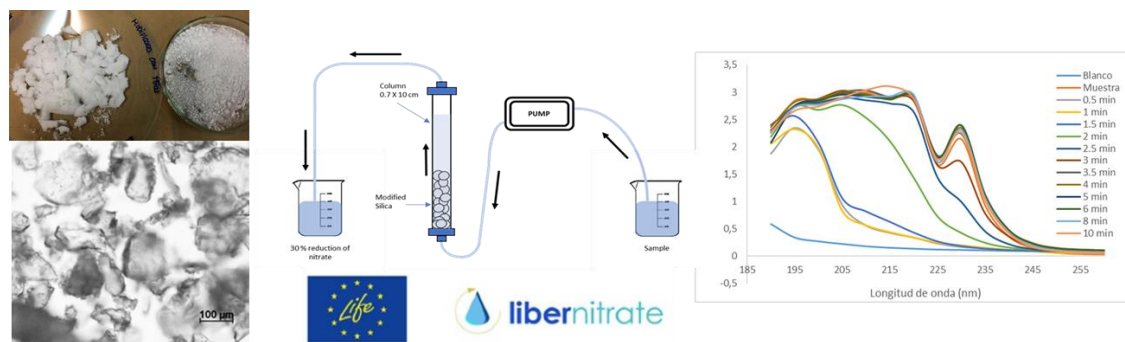 100 µm
Column
0.7 X 10 cm
PUMP
Modified
Silica
30 % reduction of
nitrate
Sample
Life
libernitrate
3,5
3
2,5
2
1,5
1
0,5
0
-0,5
185
195
205
215
225
235
245
255
Longitud de onda (nm)
Blanco
Muestra
0.5 min
1 min
1.5 min
2 min
2.5 min
3 min
3.5 min
4 min
5 min
6 min
8 min
10 min